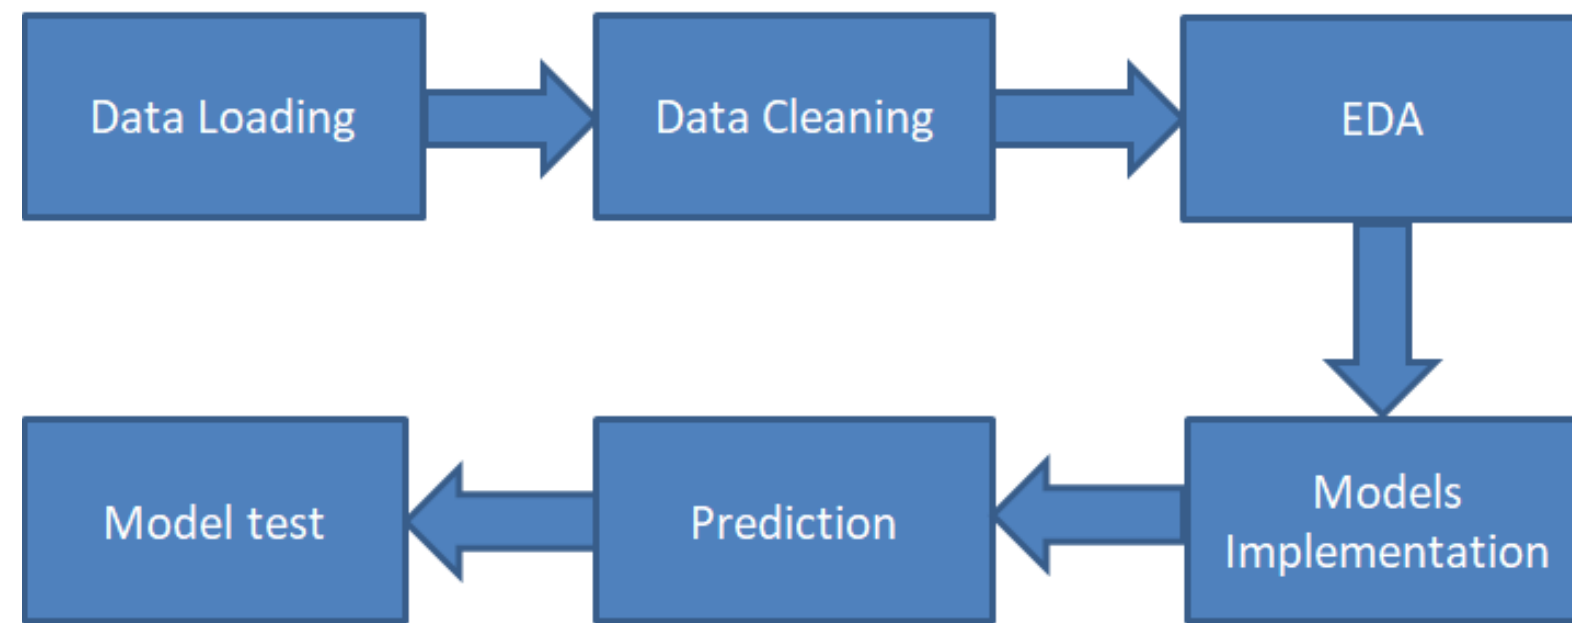 Data Loading
Data Cleaning
EDA
Models
Implementation
Prediction
Model test